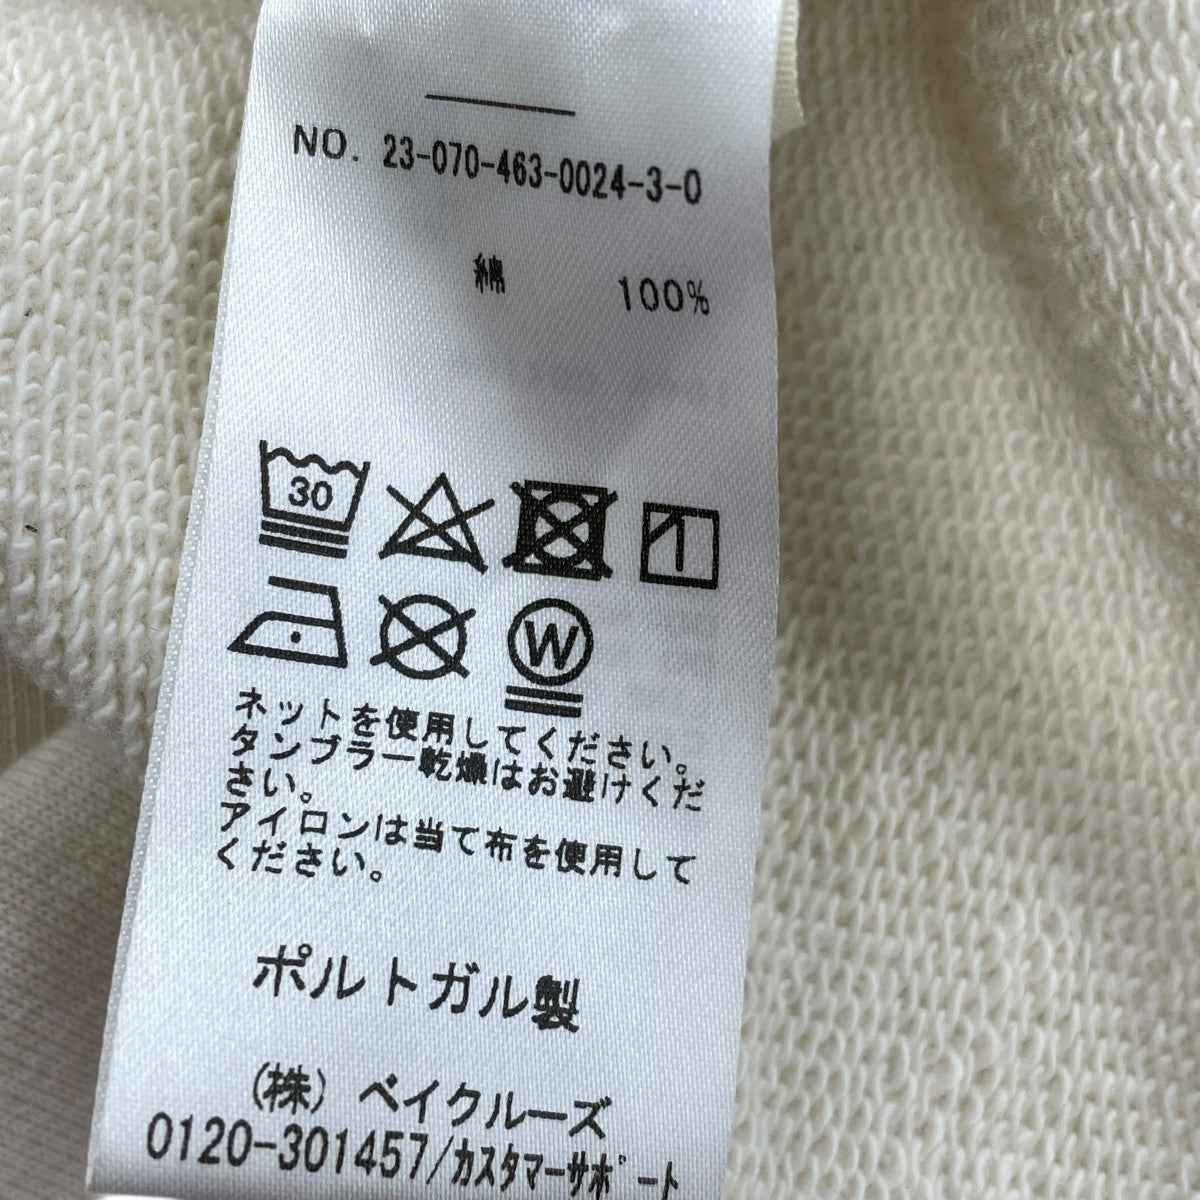 NO. 23-070-463-0024-3-0
綿 100%
30
W
ネットを使用してください。
タンブラー乾燥はお避けくだ
さい。
アイロンは当て布を使用して
ください。
ポルトガル製
(株) ベイクルーズ
0120-301457/カスタマーサポート